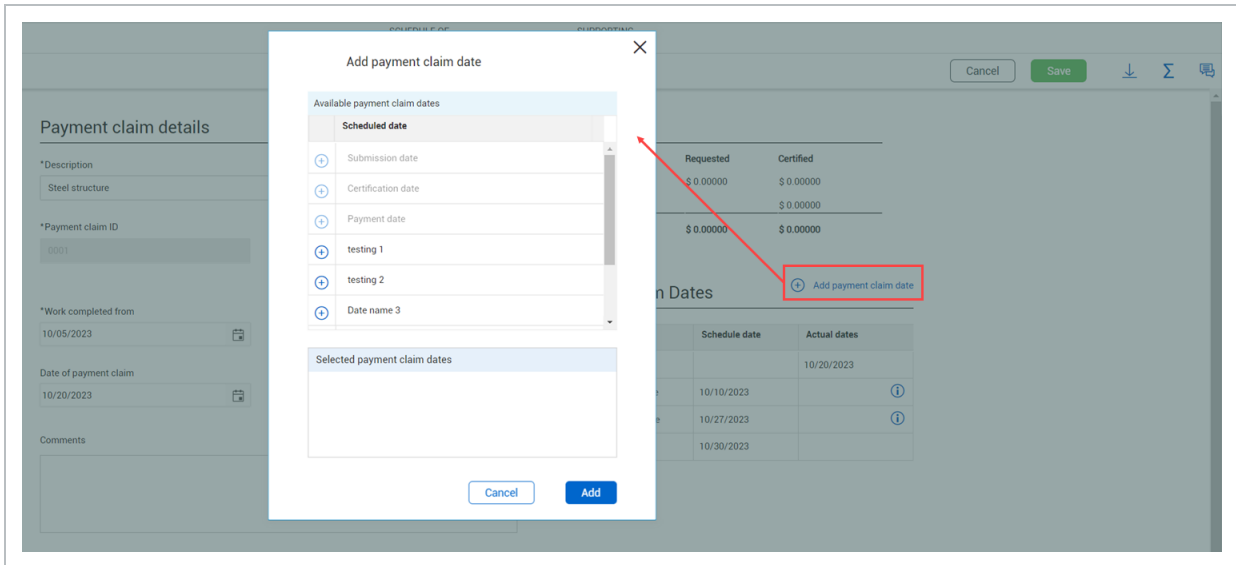 Cancel
Save
Add payment claim date
Available payment claim dates
Scheduled date
Submission date
Certification date
Payment date
testing 1
testing 2
Date name 3
Selected payment claim dates
Cancel
Add
Payment claim details
*Description
Steel structure
*Payment claim ID
0001
*Work completed from
10/05/2023
Date of payment claim
10/20/2023
Comments
Requested Certified
$ 0.00000 $ 0.00000
$ 0.00000
$ 0.00000 $ 0.00000
Dates
Add payment claim date
Schedule date Actual dates
10/20/2023
10/10/2023
10/27/2023
10/30/2023